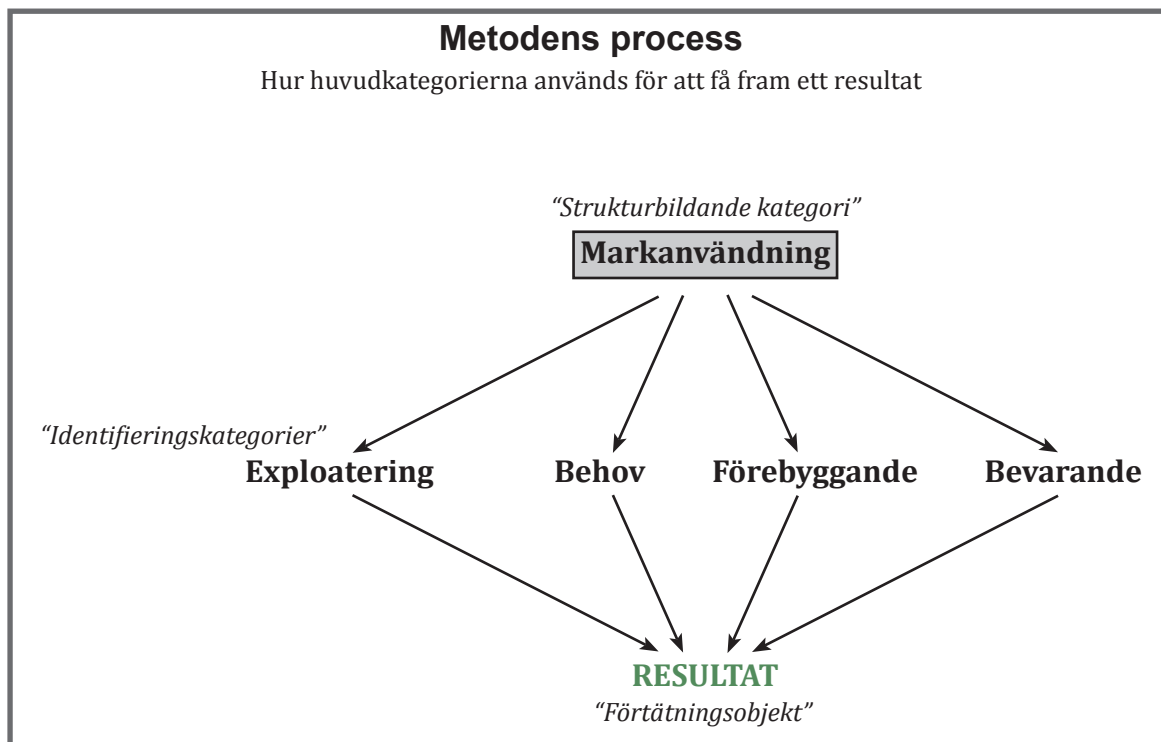 Metodens process
Hur huvudkategorierna används för att få fram ett resultat
“Strukturbildande kategori”
Markanvändning
“Identifieringskategorier”
Exploatering Behov Förebyggande Bevarande
RESULTAT
“Förtätningsobjekt”